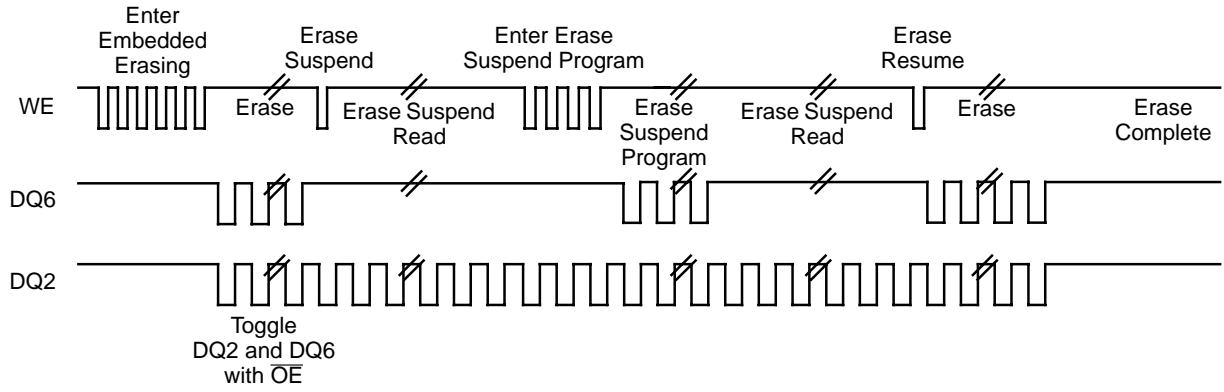 Enter
Embedded
Erasing
Erase
Suspend
Enter Erase
Suspend Program
Erase
Resume
WE
Erase
Erase Suspend
Read
Erase
Suspend
Program
Erase Suspend
Read
Erase
Erase
Complete
DQ6
DQ2
Toggle
DQ2 and DQ6
with O̅E̅